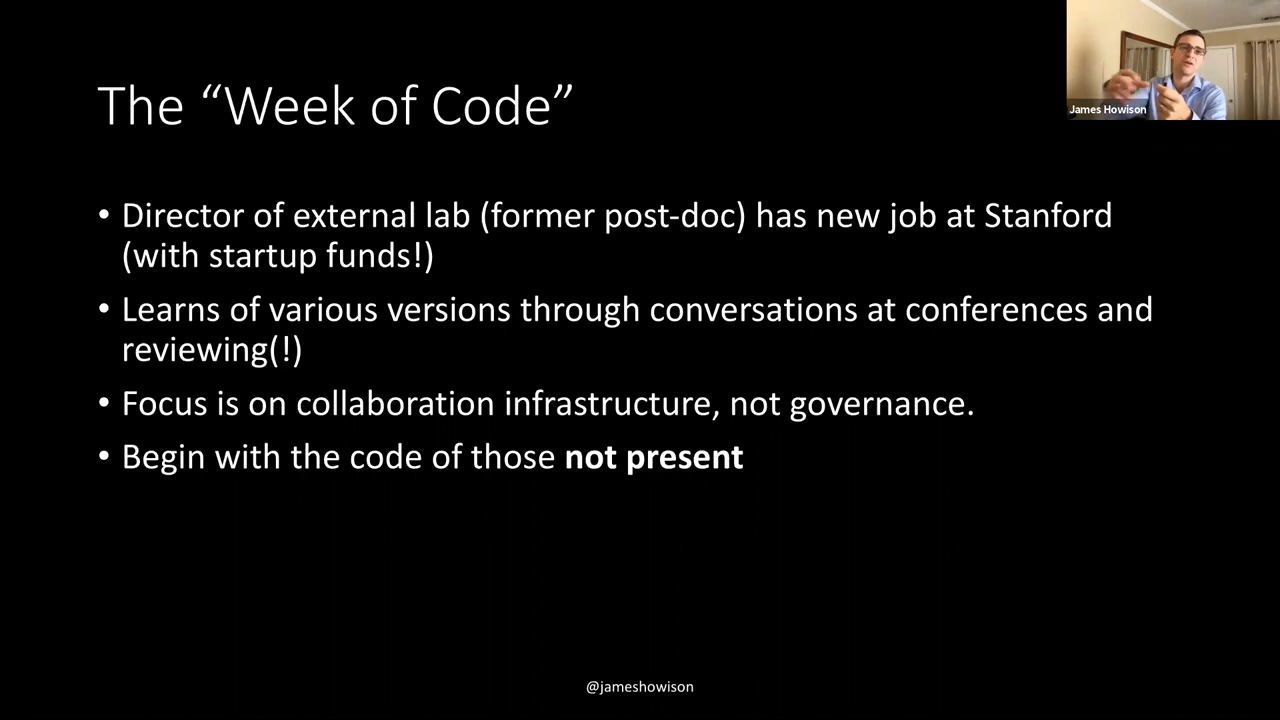 The “Week of Code”
James Howison
• Director of external lab (former post-doc) has new job at Stanford
(with startup funds!)
• Learns of various versions through conversations at conferences and
reviewing(!)
• Focus is on collaboration infrastructure, not governance.
• Begin with the code of those not present
@jameshowison